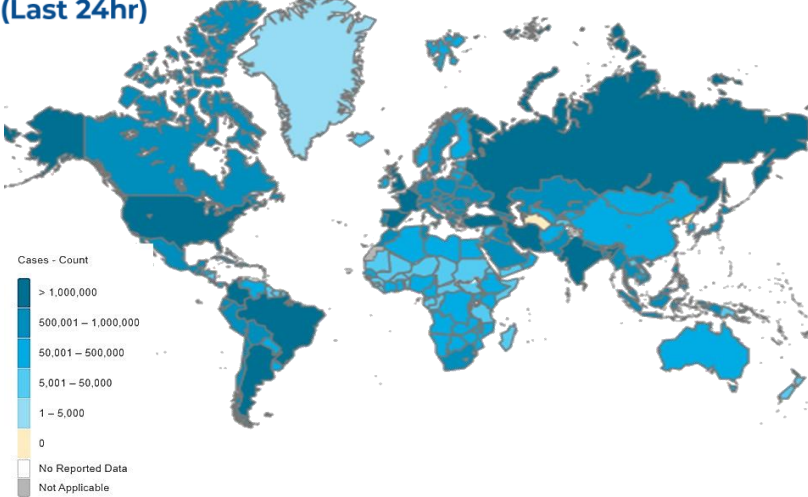 (Last 24hr)
Cases - Count
> 1,000,000
500,001 – 1,000,000
50,001 – 500,000
5,001 – 50,000
1 – 5,000
0
No Reported Data
Not Applicable